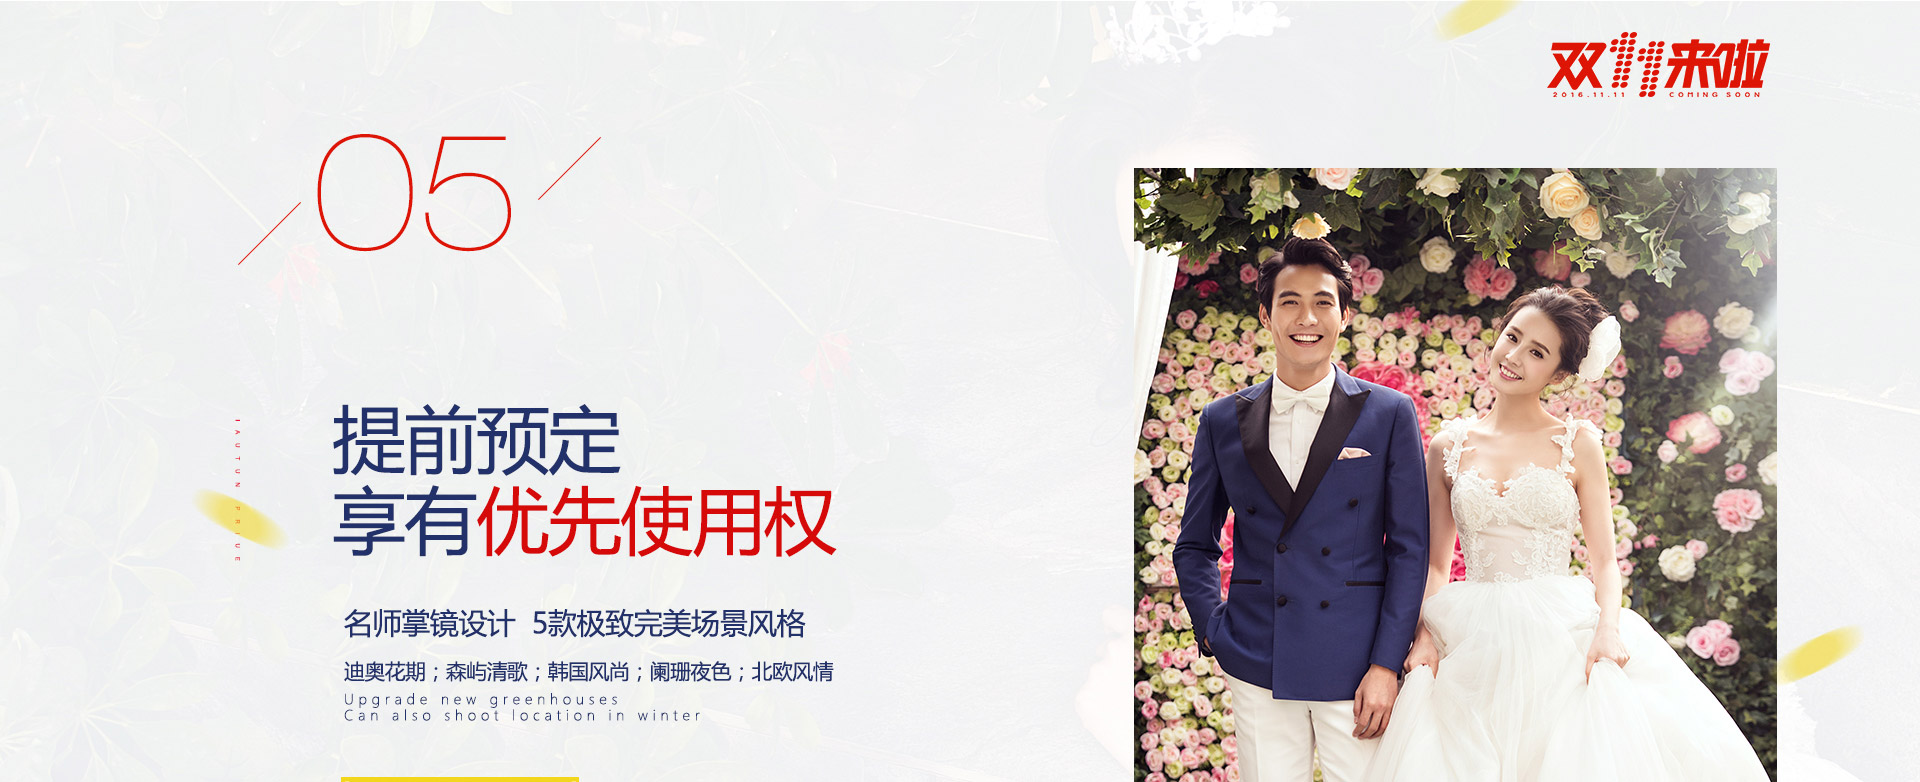 双11来啦
2016.11.11 COMING SOON
05
提前预定
享有优先使用权
AUTUN PRIUE
名师掌镜设计 5款极致完美场景风格
迪奥花期；森屿清歌；韩国风尚；阑珊夜色；北欧风情
Upgrade new greenhouses
Can also shoot location in winter